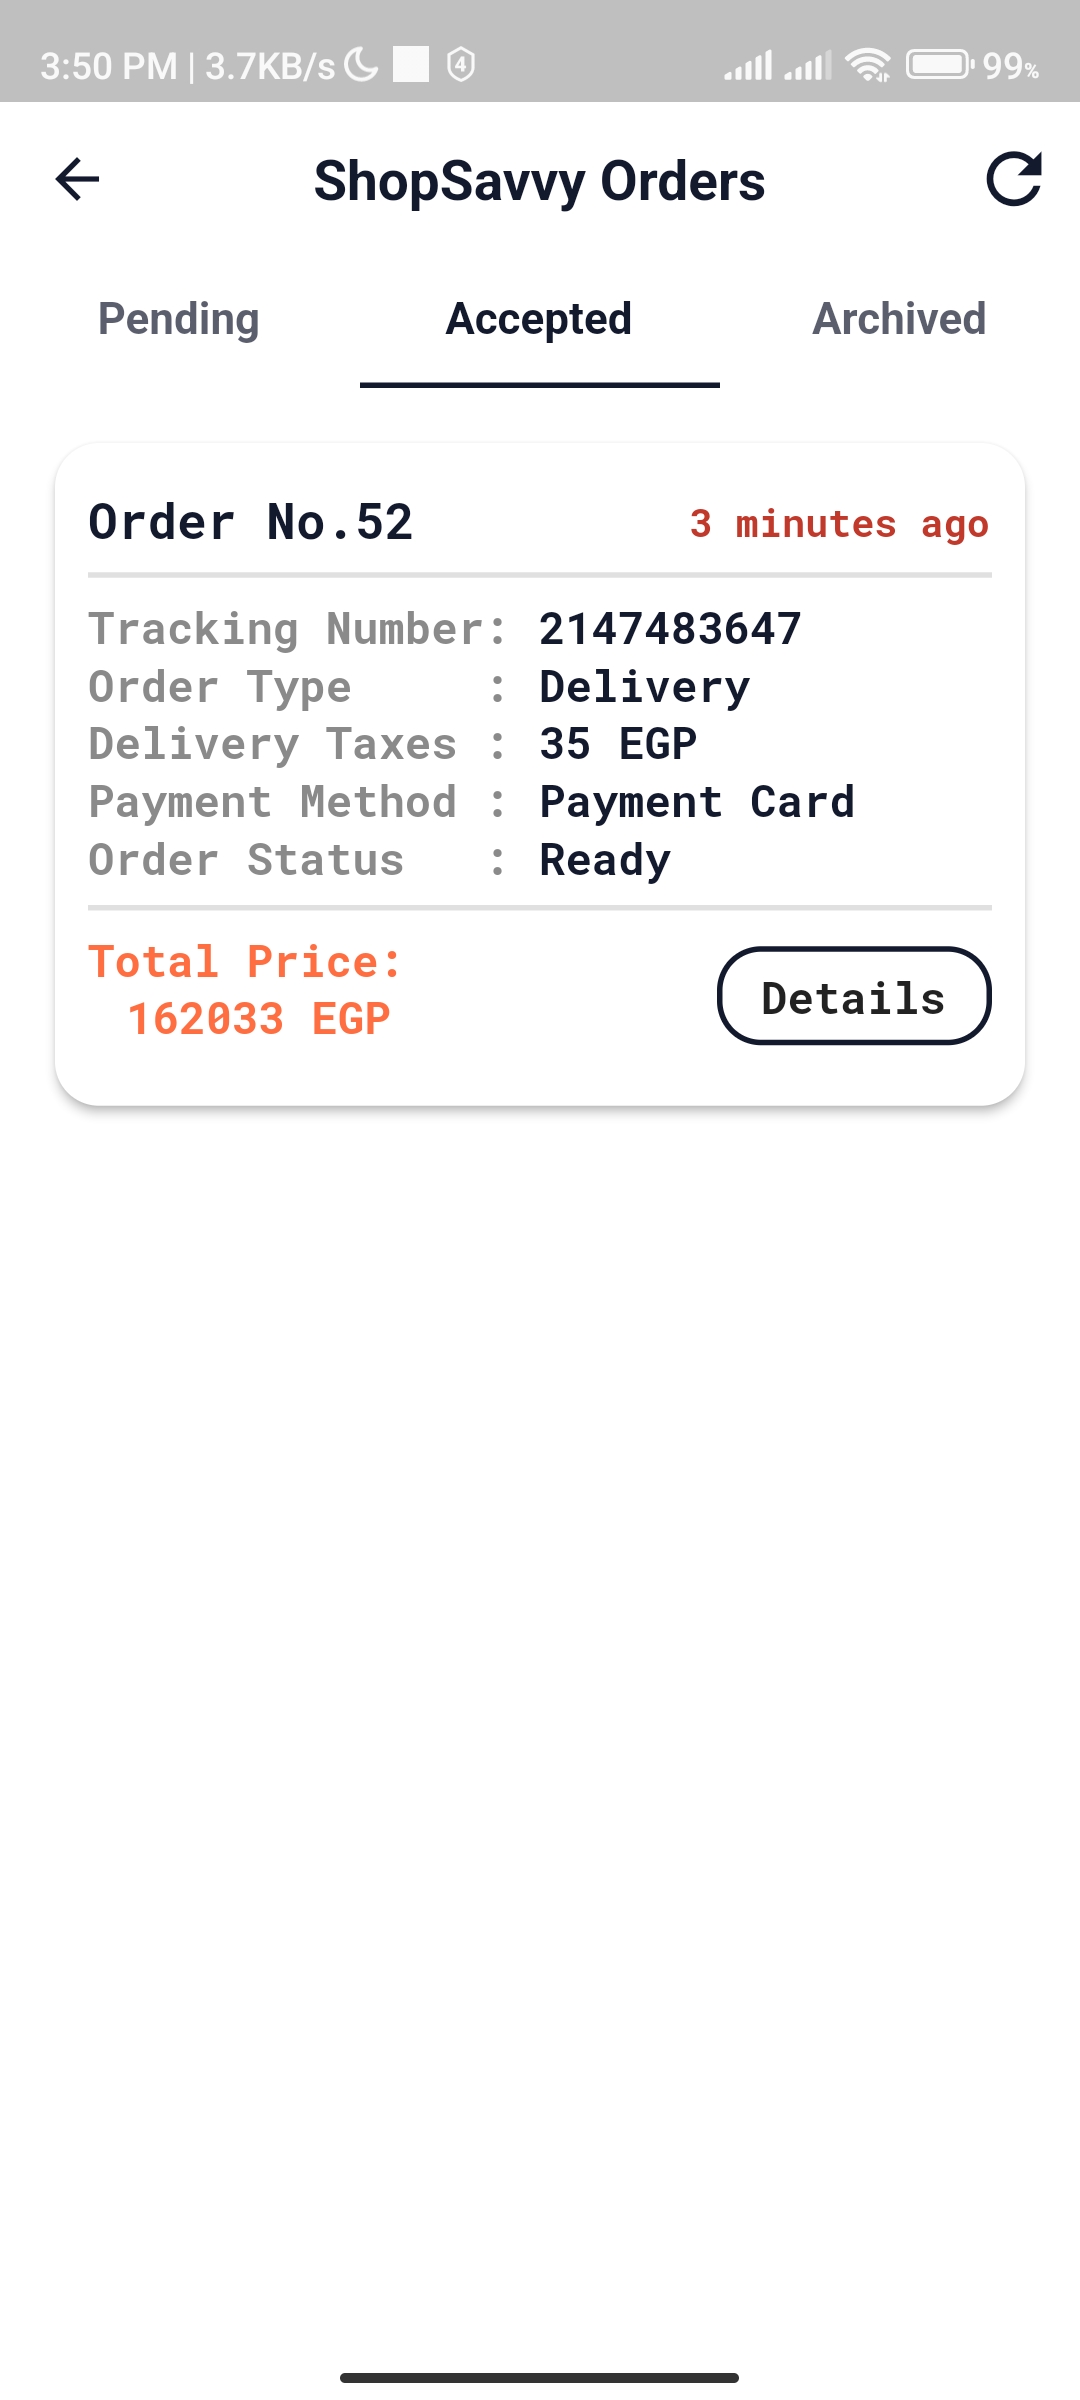 3:50 PM | 3.7KB/s 4 99%
ShopSavvy Orders
Pending Accepted Archived
Order No.52 3 minutes ago
Tracking Number: 2147483647
Order Type : Delivery
Delivery Taxes : 35 EGP
Payment Method : Payment Card
Order Status : Ready
Total Price:
162033 EGP
Details